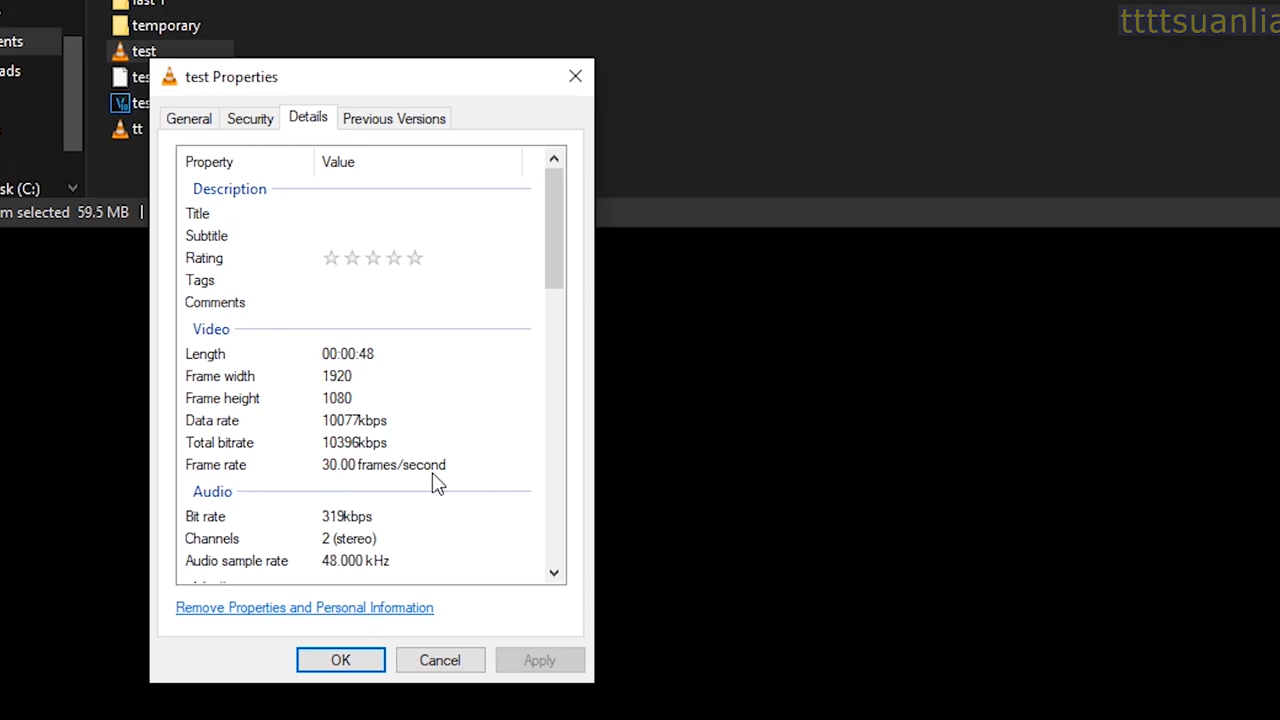 ttttsuanlia
temporary
ents
test
ads
tt
sk (C:)
m selected 59.5 MB
test Properties
General Security Details Previous Versions
Property Value
Description
Title
Subtitle
Rating
Tags
Comments
Video
Length 00:00:48
Frame width 1920
Frame height 1080
Data rate 10077kbps
Total bitrate 10396kbps
Frame rate 30.00 frames/second
Audio
Bit rate 319kbps
Channels 2 (stereo)
Audio sample rate 48.000 kHz
Remove Properties and Personal Information
OK Cancel Apply